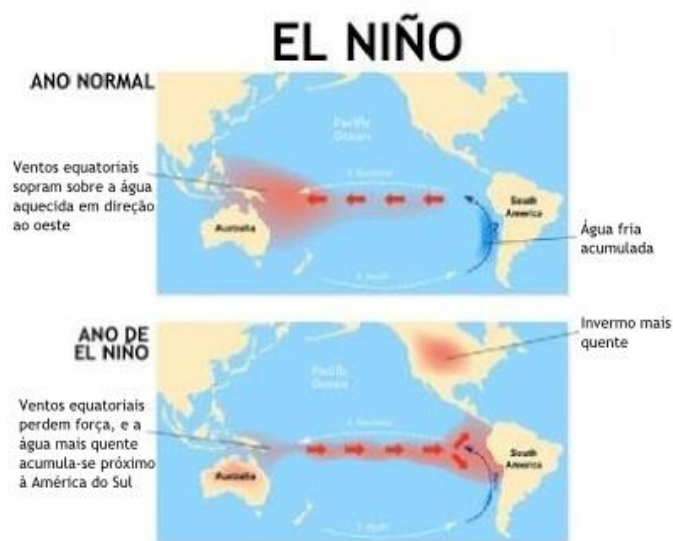 EL NIÑO
ANO NORMAL
Ventos equatoriais
sopram sobre a água
aquecida em direção
ao oeste
Pacific
Ocean
Australia
South
America
Água fria
acumulada
ANO DE
EL NIÑO
Invermo mais
quente
Ventos equatoriais
perdem força, e a
água mais quente
acumula-se próximo
à América do Sul
Pacific
Ocean
Australia
South
America